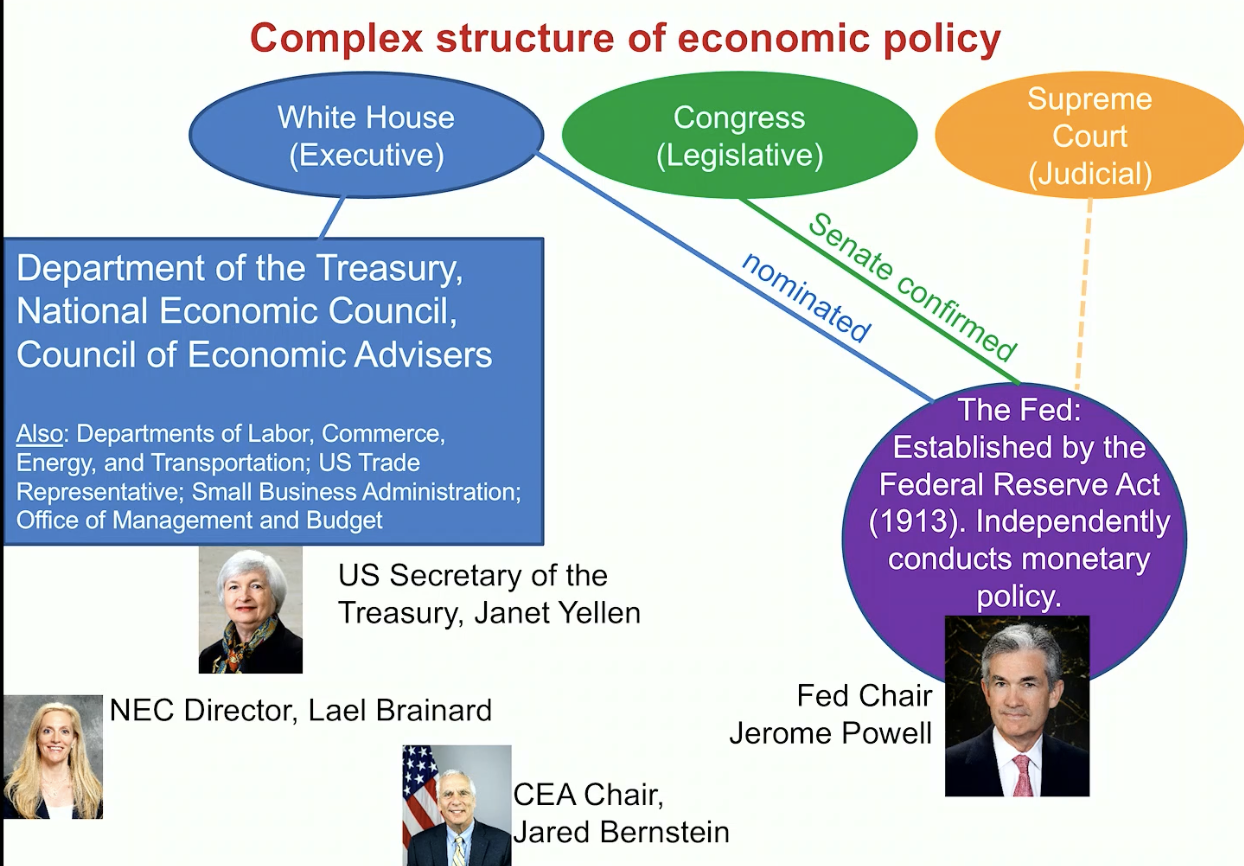 Complex structure of economic policy
White House
(Executive)
Congress
(Legislative)
Supreme
Court
(Judicial)
Senate confirmed
nominated
Department of the Treasury,
National Economic Council,
Council of Economic Advisers
Also: Departments of Labor, Commerce,
Energy, and Transportation; US Trade
Representative; Small Business Administration;
Office of Management and Budget
The Fed:
Established by the
Federal Reserve Act
(1913). Independently
conducts monetary
policy.
US Secretary of the
Treasury, Janet Yellen
NEC Director, Lael Brainard
Fed Chair
Jerome Powell
CEA Chair,
Jared Bernstein